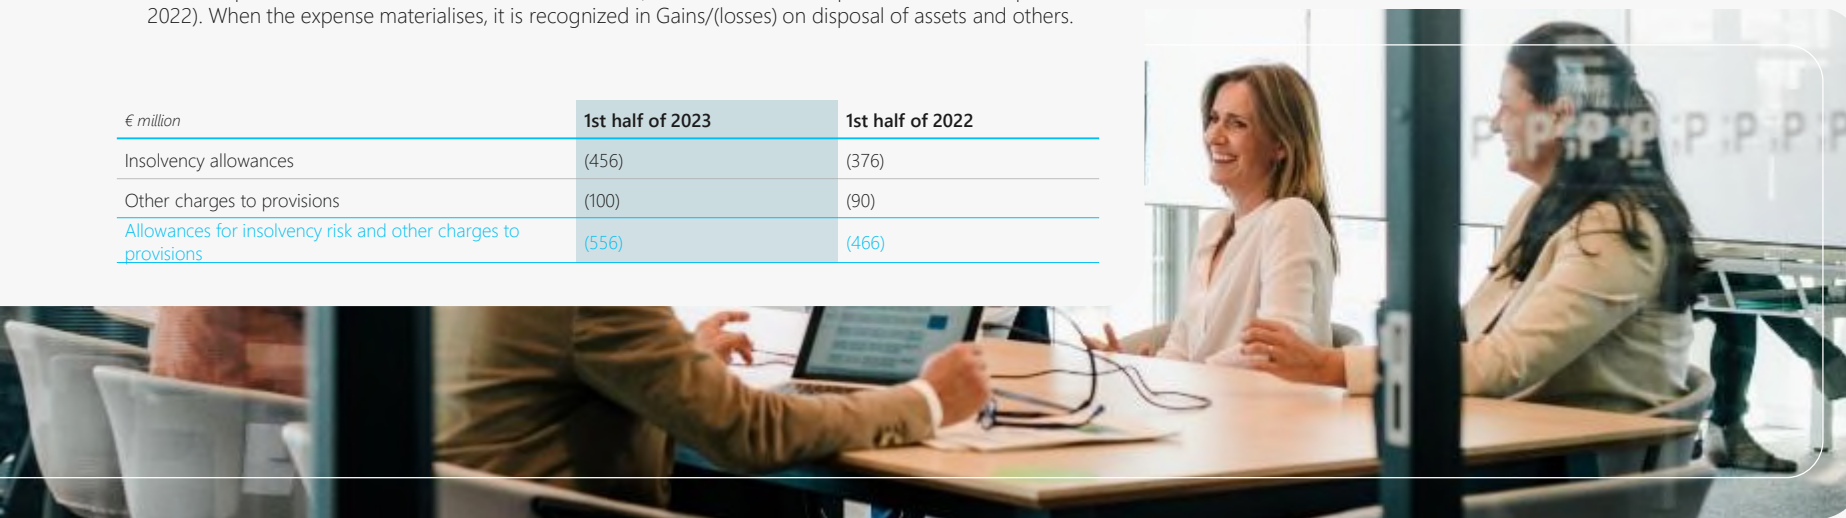 2022). When the expense materialises, it is recognized in Gains/(losses) on disposal of assets and others.
€ million 1st half of 2023 1st half of 2022
Insolvency allowances (456) (376)
Other charges to provisions (100) (90)
Allowances for insolvency risk and other charges to
provisions (556) (466)